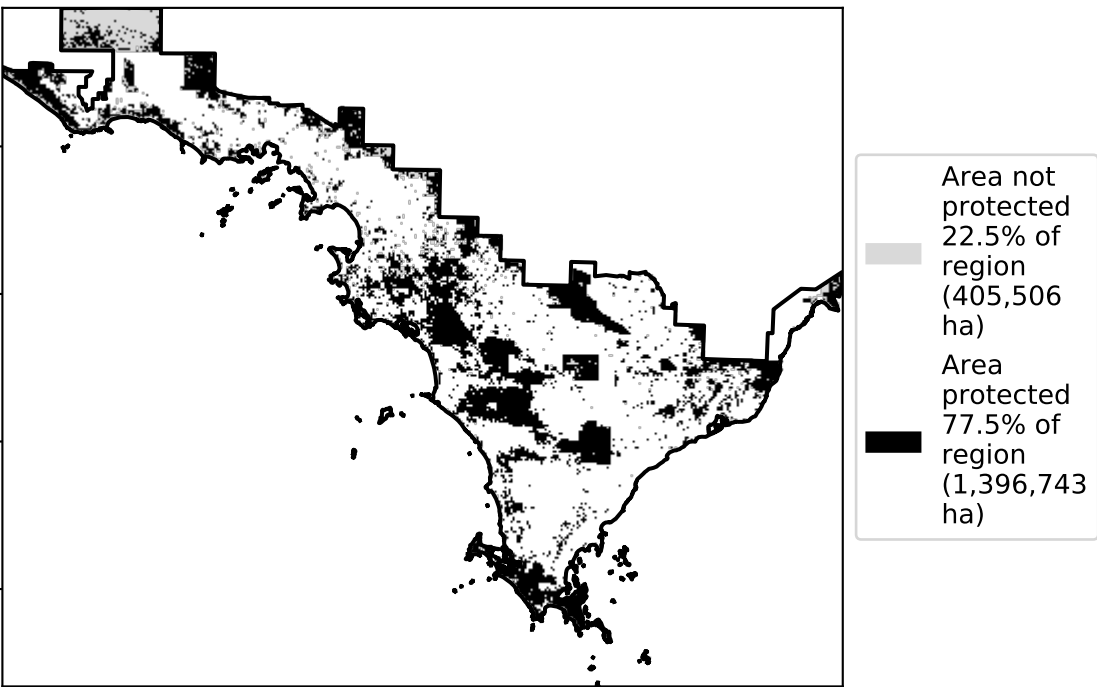 Area not
protected
22.5% of
region
(405,506
ha)
Area
protected
77.5% of
region
(1,396,743
ha)